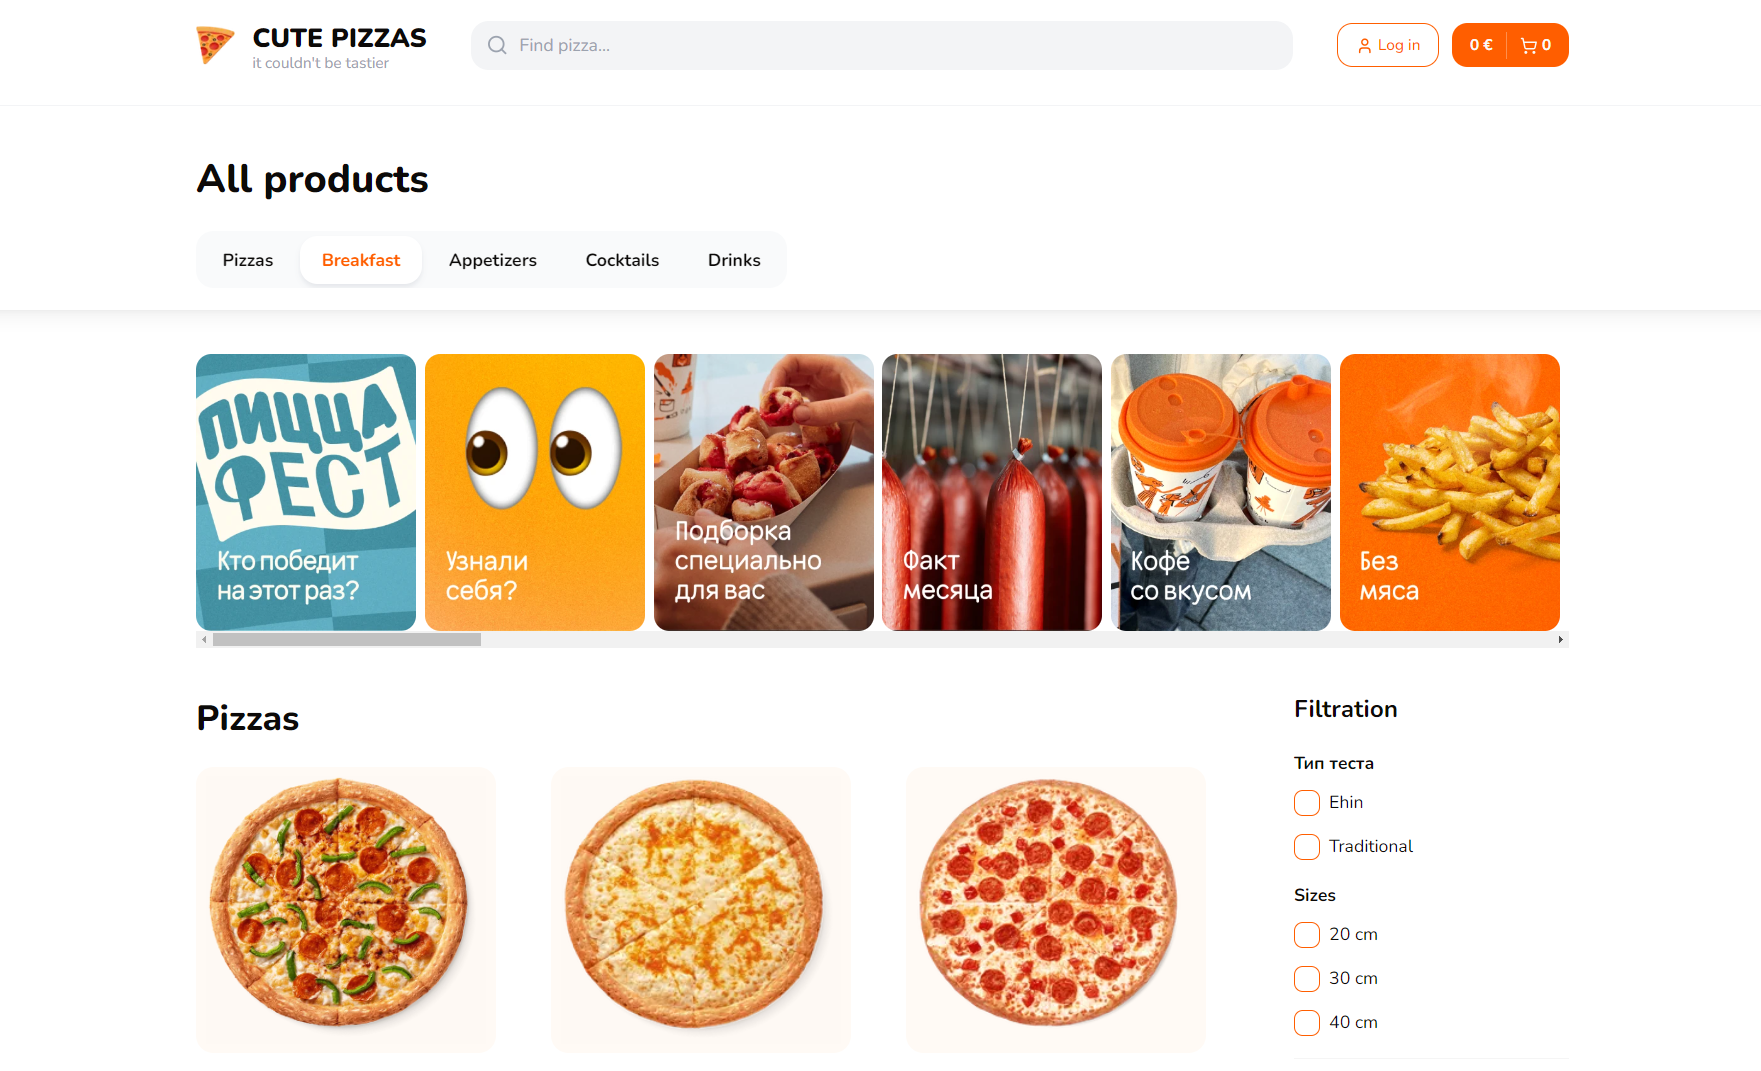 CUTE PIZZAS
it couldn't be tastier
Find pizza...
Log in
0 €
0
All products
Pizzas
Breakfast
Appetizers
Cocktails
Drinks
ПИЦЦА
ФЕСТ
Кто победит
на этот раз?
Узнали
себя?
Подборка
специально
для вас
Факт
месяца
Кофе
со вкусом
Без
мяса
Pizzas
Filtration
Тип теста
Ehin
Traditional
Sizes
20 cm
30 cm
40 cm